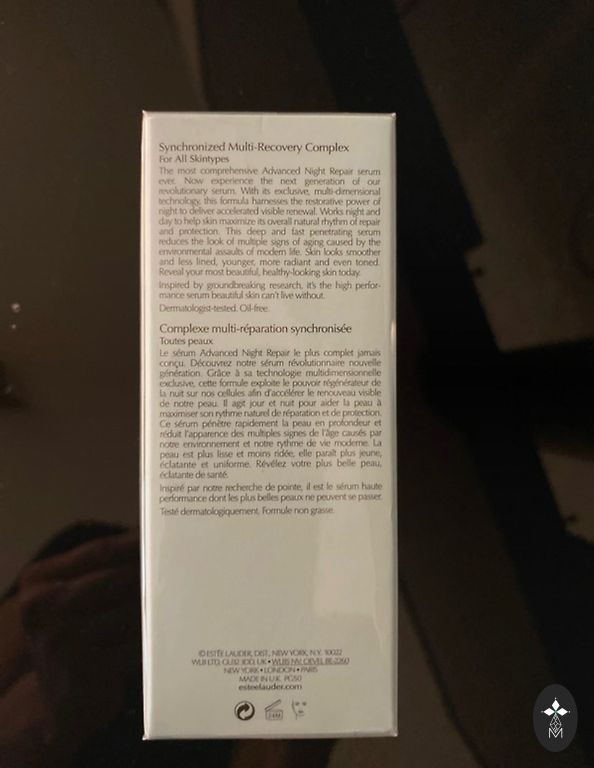 Synchronized Multi-Recovery Complex
For All Skintypes
The most comprehensive Advanced Night Repair serum
ever. Now experience the next generation of our
revolutionary serum. With its exclusive, multi-dimensional
technology, this formula harnesses the restorative power of
night to deliver accelerated visible renewal. Works night and
day to help skin maximize its overall natural rhythm of repair
and protection. This deep and fast penetrating serum
reduces the look of multiple signs of aging caused by the
environmental assaults of modern life. Skin looks smoother
and less lined, younger, more radiant and even toned.
Reveal your most beautiful, healthy-looking skin today.
Inspired by groundbreaking research, it's the high perfor-
mance serum beautiful skin can't live without.
Dermatologist-tested. Oil-free.
Complexe multi-réparation synchronisée
Toutes peaux
Le sérum Advanced Night Repair le plus complet jamais
conçu. Découvrez notre sérum révolutionnaire nouvelle
génération. Grâce à sa technologie multidimensionnelle
exclusive, cette formule exploite le pouvoir régénérateur de
la nuit sur nos cellules afin d'accélérer le renouveau visible
de notre peau. Il agit jour et nuit pour aider la peau à
maximiser son rythme naturel de réparation et de protection.
Ce sérum pénètre rapidement la peau en profondeur et
réduit l'apparence des multiples signes de l'âge causés par
notre environnement et notre rythme de vie moderne. La
peau est plus lisse et moins ridée, elle paraît plus jeune,
éclatante et uniforme. Révélez votre plus belle peau,
éclatante de santé.
Inspiré par notre recherche de pointe, il est le sérum haute
performance dont les plus belles peaux ne peuvent se passer.
Testé dermatologiquement. Formule non grasse.
© ESTÉE LAUDER, DIST., NEW YORK, N.Y. 10022
WLB LTD, GU32 3DD, UK • WLBS NV, OEVEL BE-2260
NEW YORK • LONDON • PARIS
MADE IN U.K. PG50
esteelauder.com
24M
M